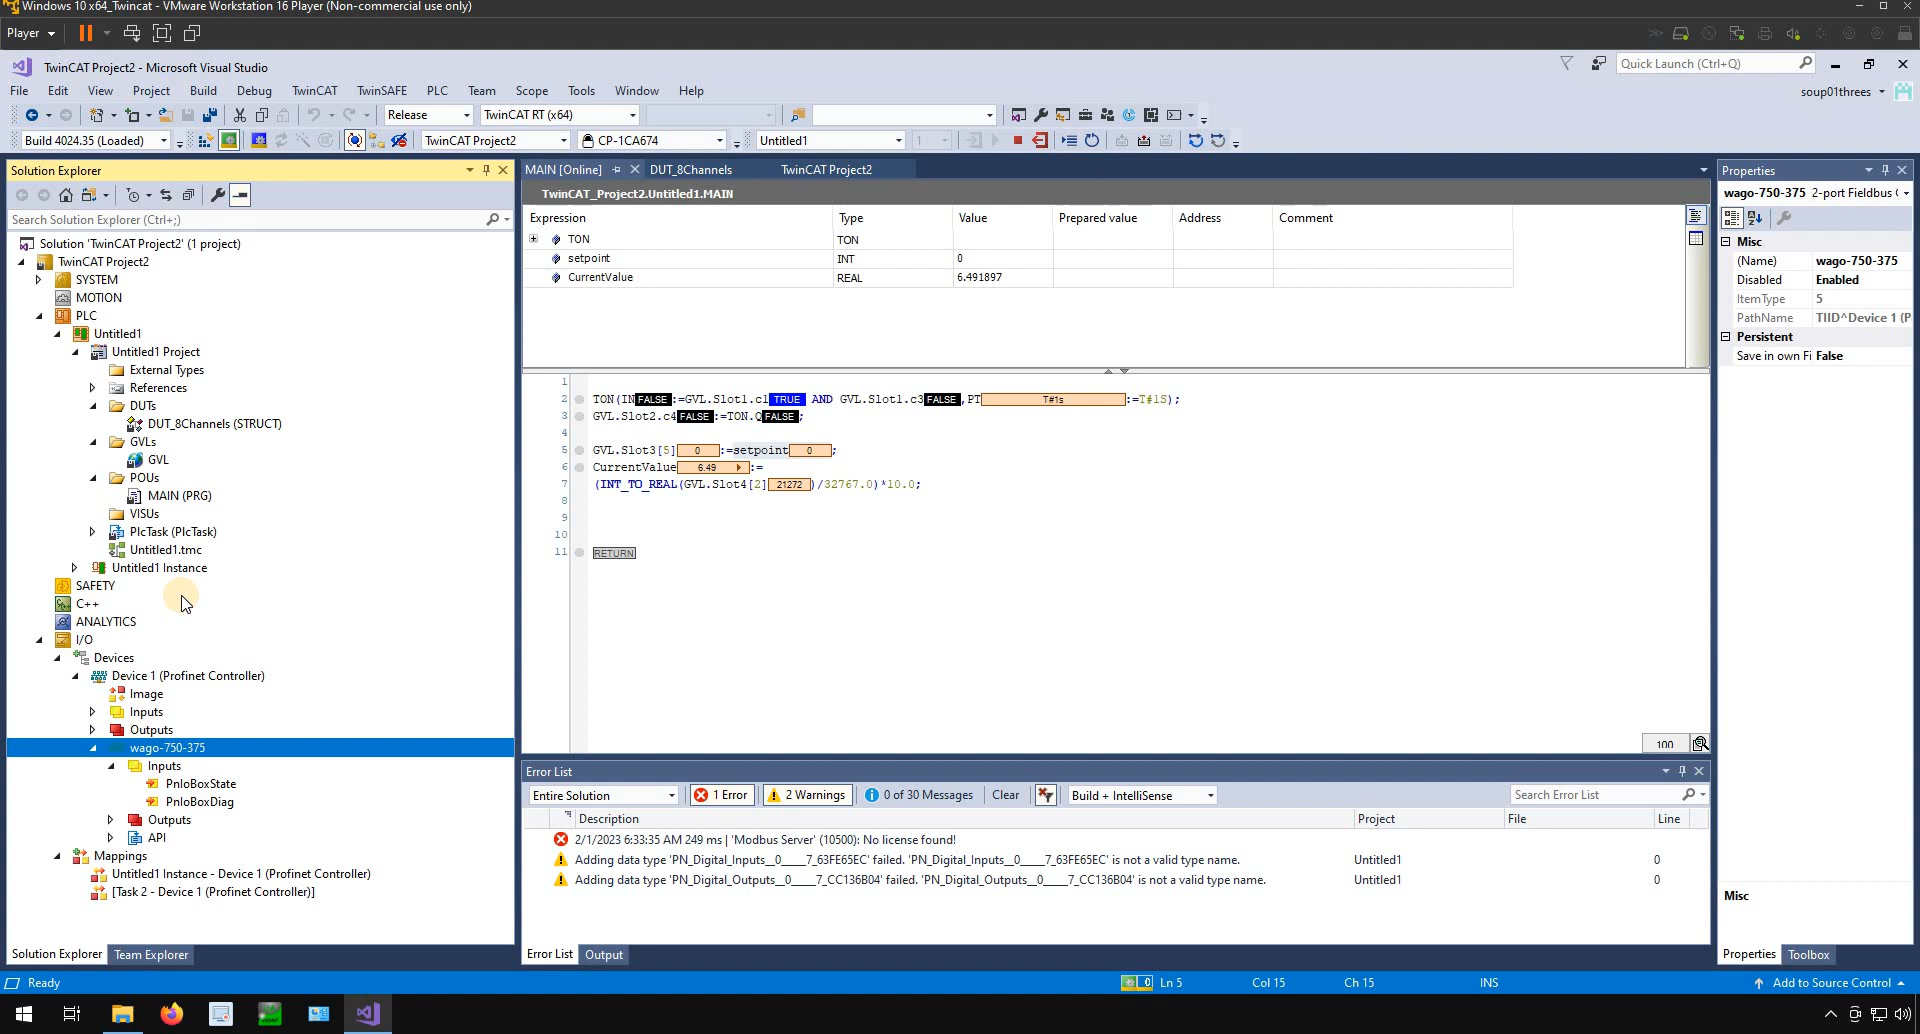 Windows 10 x64_Twincat - VMware Workstation 16 Player (Non-commercial use only)
Player
TwinCAT Project2 - Microsoft Visual Studio
Quick Launch (Ctrl+Q)
File Edit View Project Build Debug TwinCAT TwinSAFE PLC Team Scope Tools Window Help
soup01threes
Release TwinCAT RT (x64)
Build 4024.35 (Loaded) TwinCAT Project2 CP-1CA674 Untitled1 1
Solution Explorer
Search Solution Explorer (Ctrl+;)
Solution 'TwinCAT Project2' (1 project)
TwinCAT Project2
SYSTEM
MOTION
PLC
Untitled1
Untitled1 Project
External Types
References
DUTs
DUT_8Channels (STRUCT)
GVLs
GVL
POUs
MAIN (PRG)
VISUs
PlcTask (PlcTask)
Untitled1.tmc
Untitled1 Instance
SAFETY
C++
ANALYTICS
I/O
Devices
Device 1 (Profinet Controller)
Image
Inputs
Outputs
wago-750-375
Inputs
PnIoBoxState
PnIoBoxDiag
Outputs
API
Mappings
Untitled1 Instance - Device 1 (Profinet Controller)
[Task 2 - Device 1 (Profinet Controller)]
Solution Explorer Team Explorer
MAIN [Online] DUT_8Channels TwinCAT Project2
TwinCAT_Project2.Untitled1.MAIN
Expression Type Value Prepared value Address Comment
TON TON
setpoint INT 0
CurrentValue REAL 6.491897
1
2 TON(IN FALSE :=GVL.Slot1.c1 TRUE AND GVL.Slot1.c3 FALSE ,PT T#1s :=T#1S);
3 GVL.Slot2.c4 FALSE :=TON.Q FALSE ;
4
5 GVL.Slot3[5] 0 :=setpoint 0 ;
6 CurrentValue 6.49 :=
7 (INT_TO_REAL(GVL.Slot4[2] 21272 )/32767.0)*10.0;
8
9
10
11 RETURN
100
Error List
Entire Solution 1 Error 2 Warnings 0 of 30 Messages Clear Build + IntelliSense Search Error List
Description Project File Line
2/1/2023 6:33:35 AM 249 ms | 'Modbus Server' (10500): No license found!
Adding data type 'PN_Digital_Inputs__0____7_63FE65EC' failed. 'PN_Digital_Inputs__0____7_63FE65EC' is not a valid type name. Untitled1 0
Adding data type 'PN_Digital_Outputs__0____7_CC136B04' failed. 'PN_Digital_Outputs__0____7_CC136B04' is not a valid type name. Untitled1 0
Error List Output
Properties
wago-750-375 2-port Fieldbus C
Misc
(Name) wago-750-375
Disabled Enabled
ItemType 5
PathName TIID^Device 1 (P
Persistent
Save in own Fi False
Misc
Properties Toolbox
Ready 0 Ln 5 Col 15 Ch 15 INS Add to Source Control